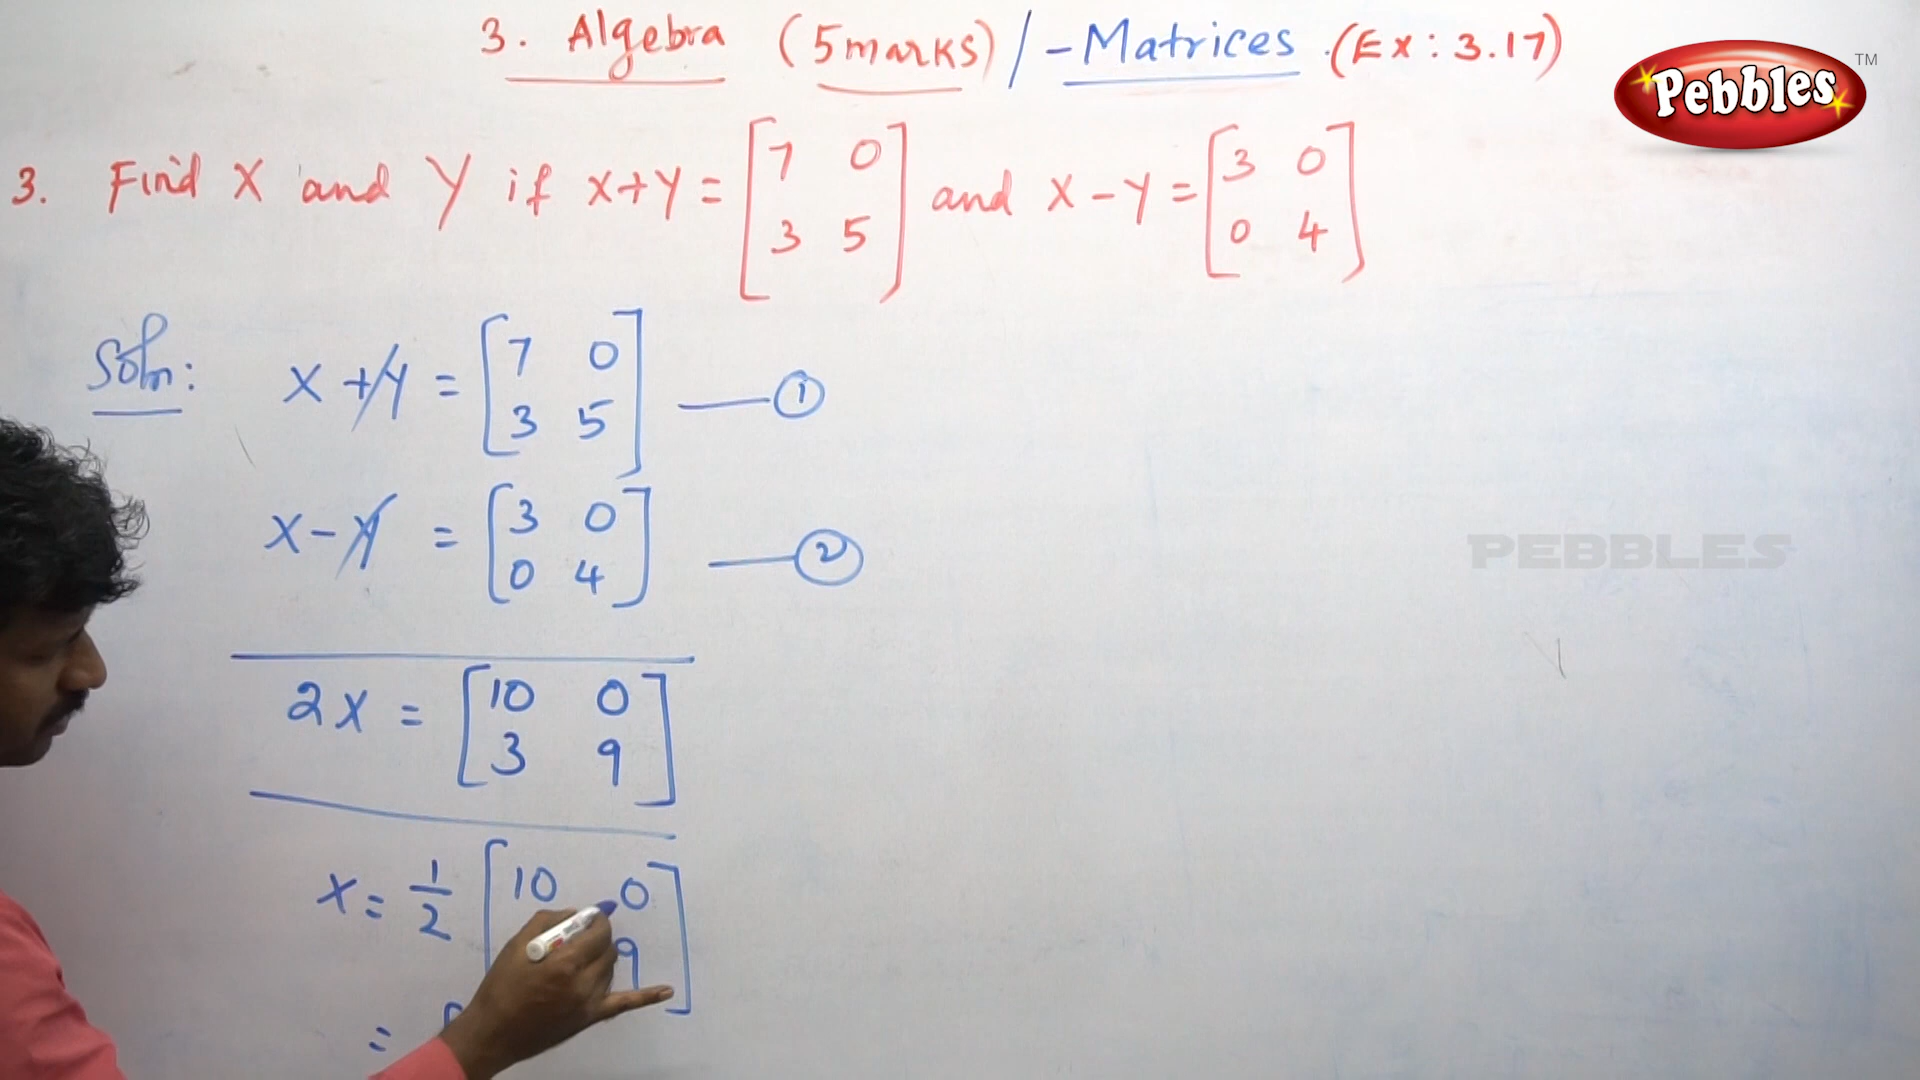 3. Algebra (5 marks) / - Matrices (Ex: 3.17)
Pebbles TM
3. Find X and Y if X+Y = [7 0 3 5] and X-Y = [3 0 0 4]
Soln: X+Y = [7 0 3 5] — 1
X-Y = [3 0 0 4] — 2
PEBBLES
2X = [10 0 3 9]
X = 1/2 [10 0 9]
=